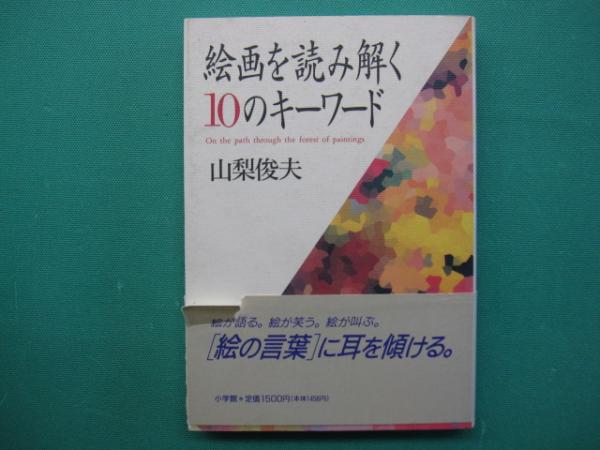 絵画を読み解く
10のキーワード
On the path through the forest of paintings
山梨俊夫
絵が語る。絵が笑う。絵が叫ぶ。
[絵の言葉]に耳を傾ける。
小学館●定価1500円(本体1456円)